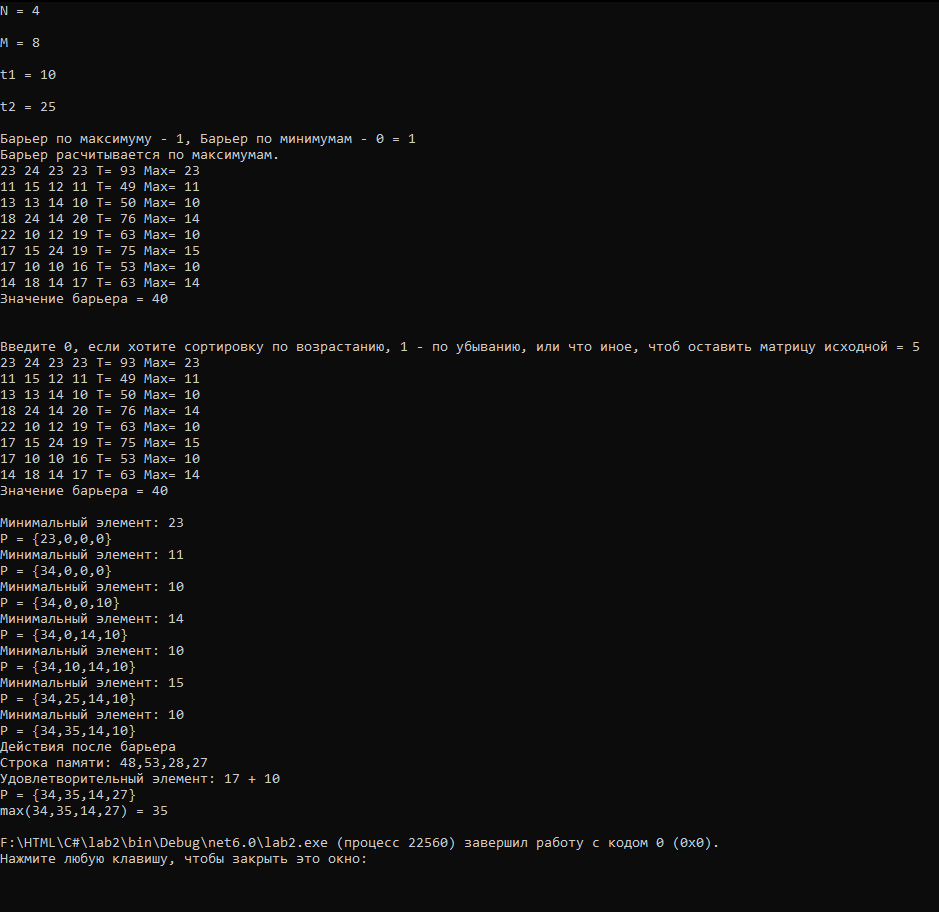 N = 4
M = 8
t1 = 10
t2 = 25
Барьер по максимуму - 1, Барьер по минимумам - 0 = 1
Барьер расчитывается по максимумам.
23 24 23 23 T= 93 Max= 23
11 15 12 11 T= 49 Max= 11
13 13 14 10 T= 50 Max= 10
18 24 14 20 T= 76 Max= 14
22 10 12 19 T= 63 Max= 10
17 15 24 19 T= 75 Max= 15
17 10 10 16 T= 53 Max= 10
14 18 14 17 T= 63 Max= 14
Значение барьера = 40
Введите 0, если хотите сортировку по возрастанию, 1 - по убыванию, или что иное, чтоб оставить матрицу исходной = 5
23 24 23 23 T= 93 Max= 23
11 15 12 11 T= 49 Max= 11
13 13 14 10 T= 50 Max= 10
18 24 14 20 T= 76 Max= 14
22 10 12 19 T= 63 Max= 10
17 15 24 19 T= 75 Max= 15
17 10 10 16 T= 53 Max= 10
14 18 14 17 T= 63 Max= 14
Значение барьера = 40
Минимальный элемент: 23
P = {23,0,0,0}
Минимальный элемент: 11
P = {34,0,0,0}
Минимальный элемент: 10
P = {34,0,0,10}
Минимальный элемент: 14
P = {34,0,14,10}
Минимальный элемент: 10
P = {34,10,14,10}
Минимальный элемент: 15
P = {34,25,14,10}
Минимальный элемент: 10
P = {34,35,14,10}
Действия после барьера
Строка памяти: 48,53,28,27
Удовлетворительный элемент: 17 + 10
P = {34,35,14,27}
max(34,35,14,27) = 35
F:\HTML\C#\lab2\bin\Debug\net6.0\lab2.exe (процесс 22560) завершил работу с кодом 0 (0x0).
Нажмите любую клавишу, чтобы закрыть это окно: